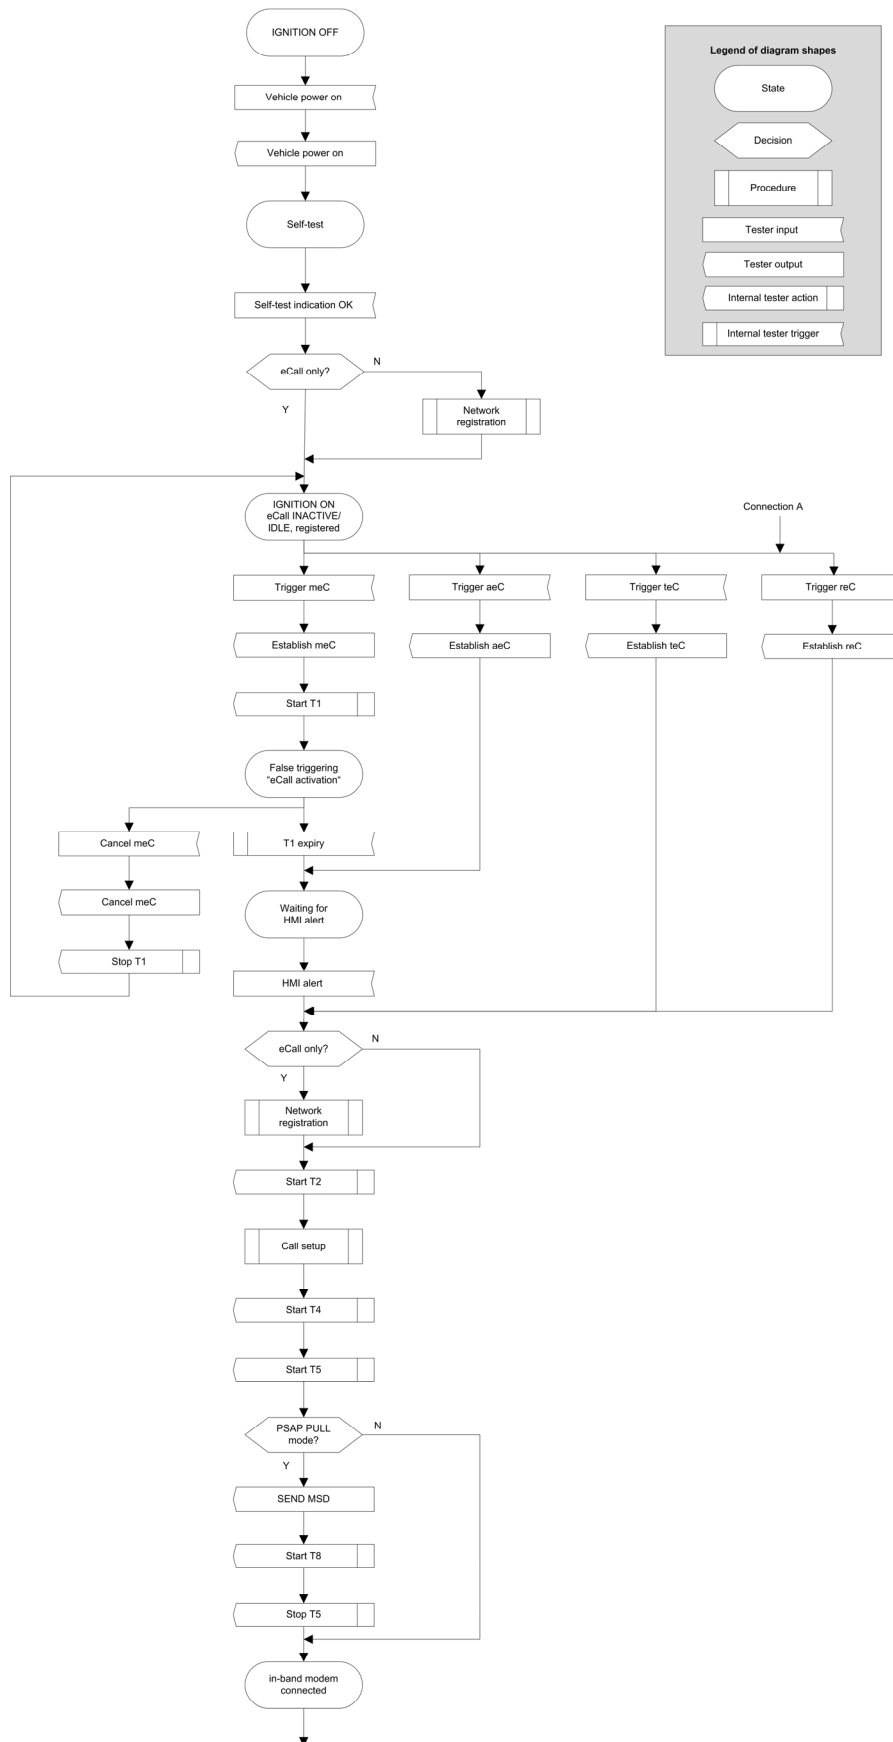 IGNITION OFF
Vehicle power on
Vehicle power on
Self-test
Self-test indication OK
eCall only?
N
Y
Network
registration
Legend of diagram shapes
State
Decision
Procedure
Tester input
Tester output
Internal tester action
Internal tester trigger
IGNITION ON
eCall INACTIVE/
IDLE, registered
Connection A
Trigger meC
Trigger aeC
Trigger teC
Trigger reC
Establish meC
Establish aeC
Establish teC
Establish reC
Start T1
False triggering
"eCall activation"
Cancel meC
T1 expiry
Cancel meC
Stop T1
Waiting for
HMI alert
HMI alert
eCall only?
N
Y
Network
registration
Start T2
Call setup
Start T4
Start T5
PSAP PULL
mode?
N
Y
SEND MSD
Start T8
Stop T5
in-band modem
connected